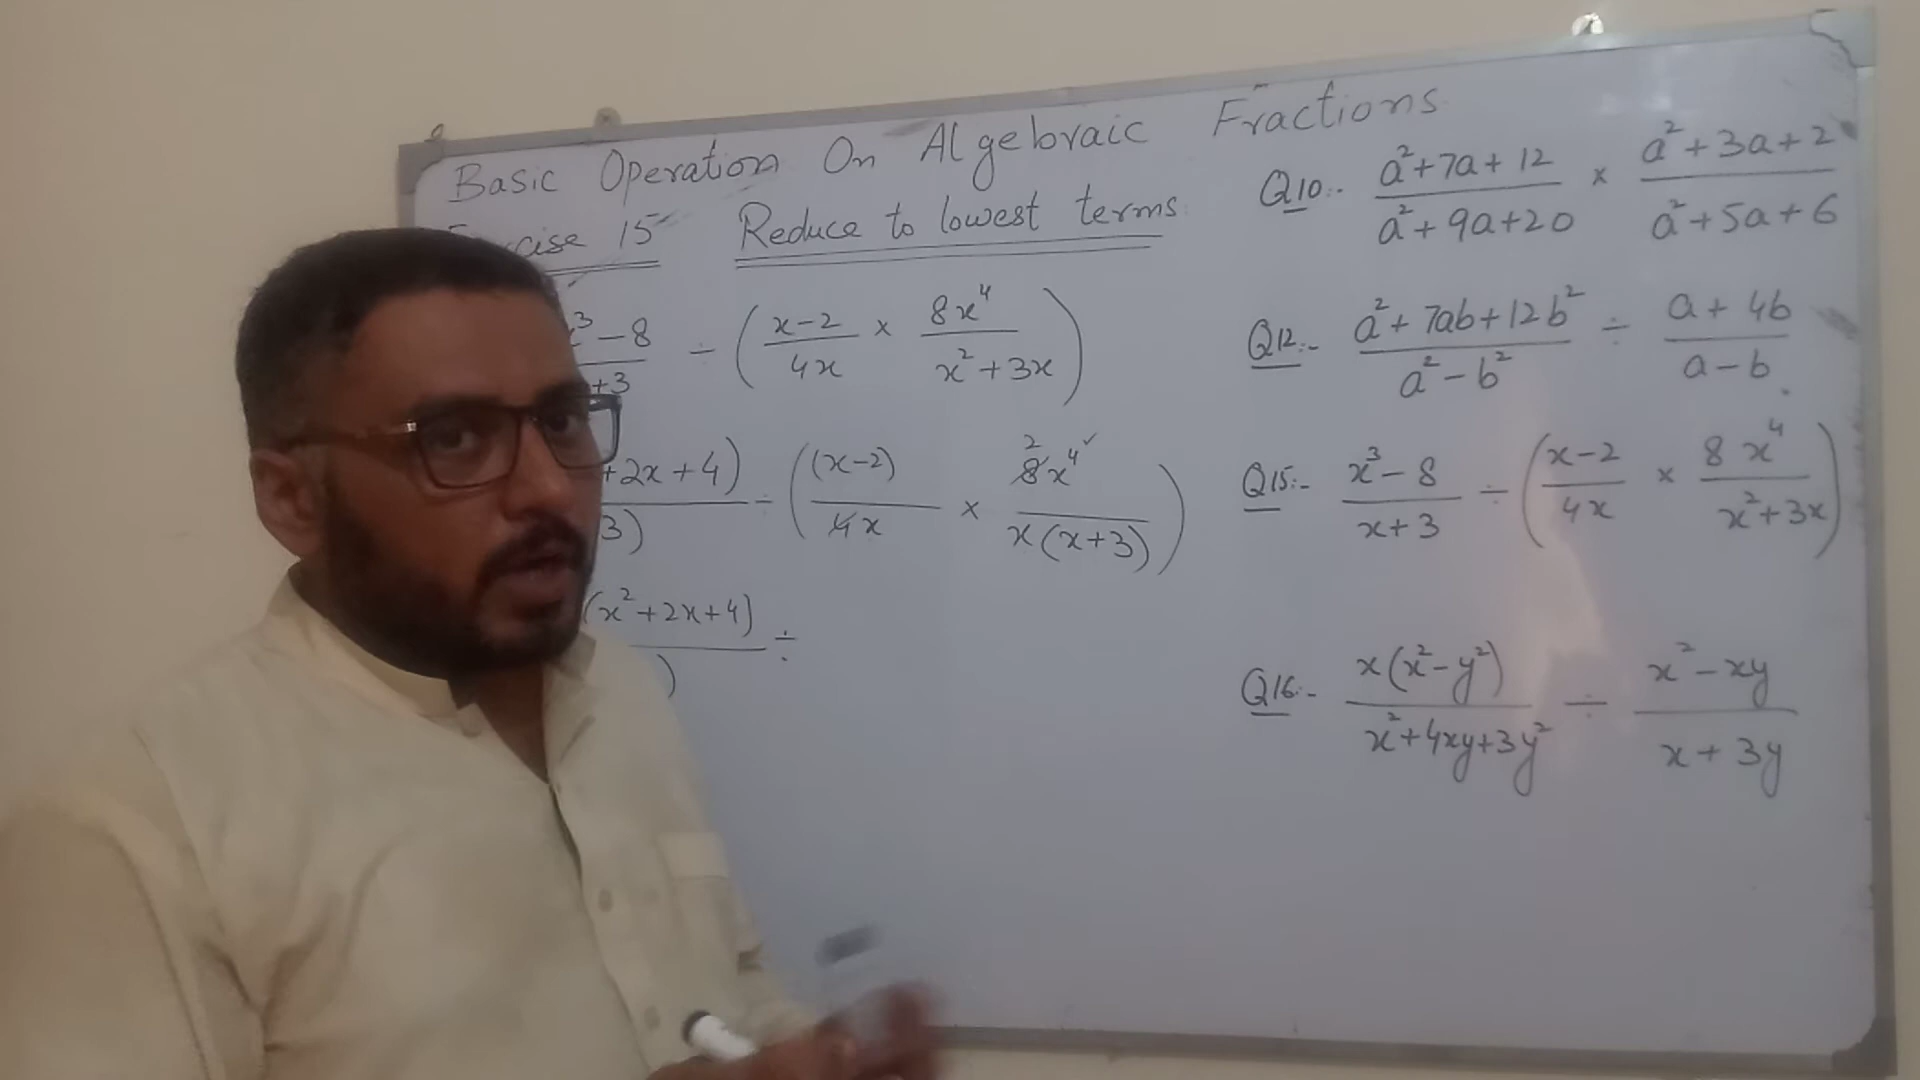 Basic Operation On Algebraic Fractions
15 Reduce to lowest terms
x³ - 8 ÷ ( x-2 / 4x × 8x⁴ / x² + 3x )
+3
+2x + 4) / 3) ÷ ( (x-2) / 4x × 2 8x⁴ ✓ / x(x+3) )
(x² + 2x + 4) / ) ÷
Q10:- a² + 7a + 12 / a² + 9a + 20 × a² + 3a + 2 / a² + 5a + 6
Q12:- a² + 7ab + 12b² / a² - b² ÷ a + 4b / a - b
Q15:- x³ - 8 / x + 3 ÷ ( x-2 / 4x × 8x⁴ / x² + 3x )
Q16:- x(x² - y²) / x² + 4xy + 3y² ÷ x² - xy / x + 3y